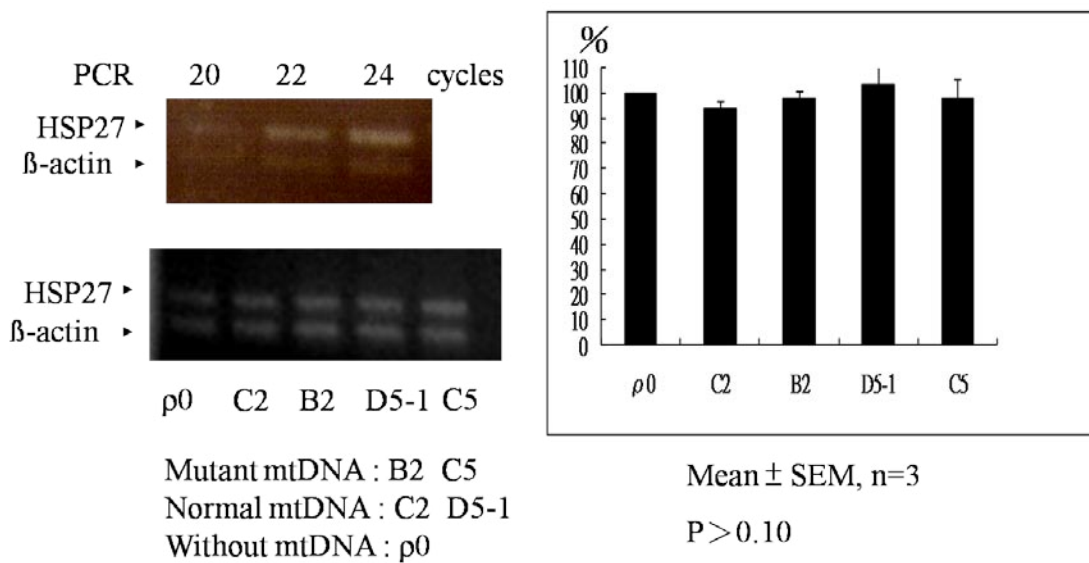 PCR 20 22 24 cycles
HSP27
ß-actin
HSP27
ß-actin
ρ0 C2 B2 D5-1 C5
Mutant mtDNA : B2 C5
Normal mtDNA : C2 D5-1
Without mtDNA : ρ0
%
110
100
90
80
70
60
50
40
30
20
10
0
ρ0 C2 B2 D5-1 C5
Mean ± SEM, n=3
P>0.10